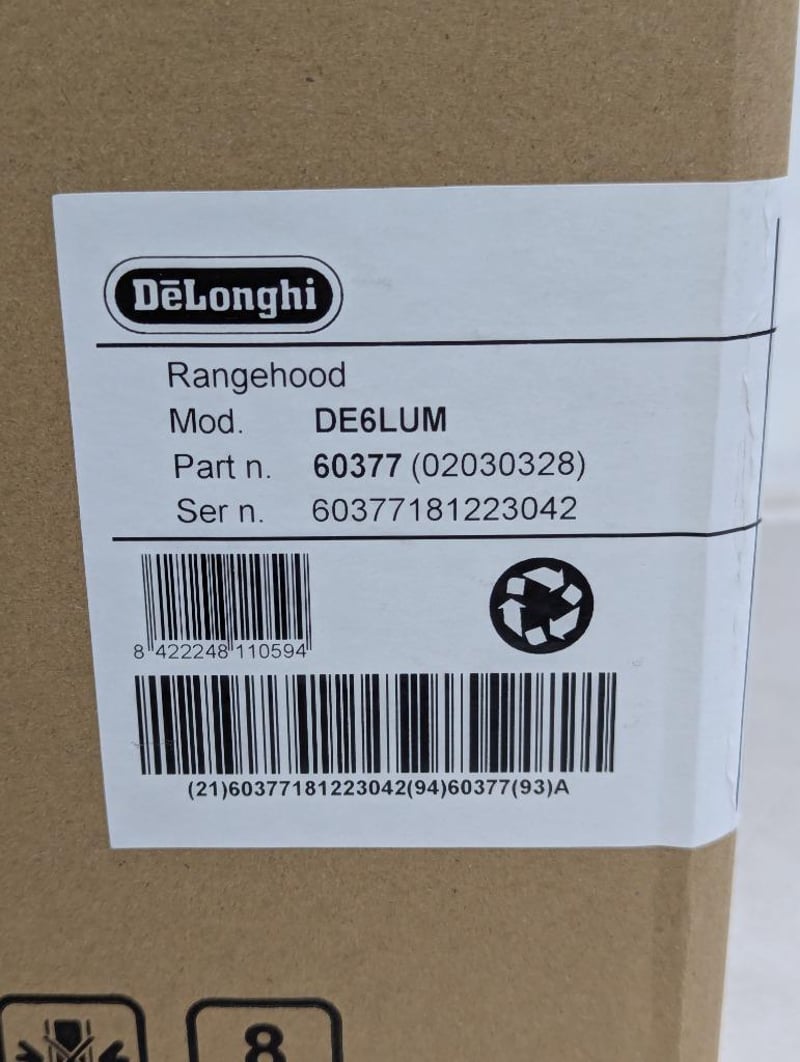 DēLonghi
Rangehood
Mod. DE6LUM
Part n. 60377 (02030328)
Ser n. 60377181223042
8 422248 110594
(21)60377181223042(94)60377(93)A
8